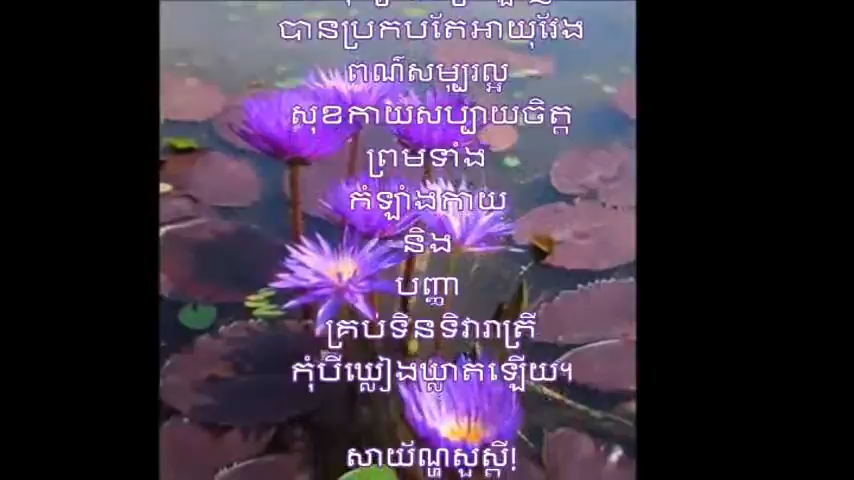 បានប្រកបតែអាយុវែង
ពណ៌សម្បុរល្អ
សុខកាយសប្បាយចិត្ត
ព្រមទាំង
កំឡាំងកាយ
និង
បញ្ញា
គ្រប់ទិនទិវារាត្រី
កុំបីឃ្លៀងឃ្លាតឡើយ។
សាយ័ណ្ហសួស្ដី!